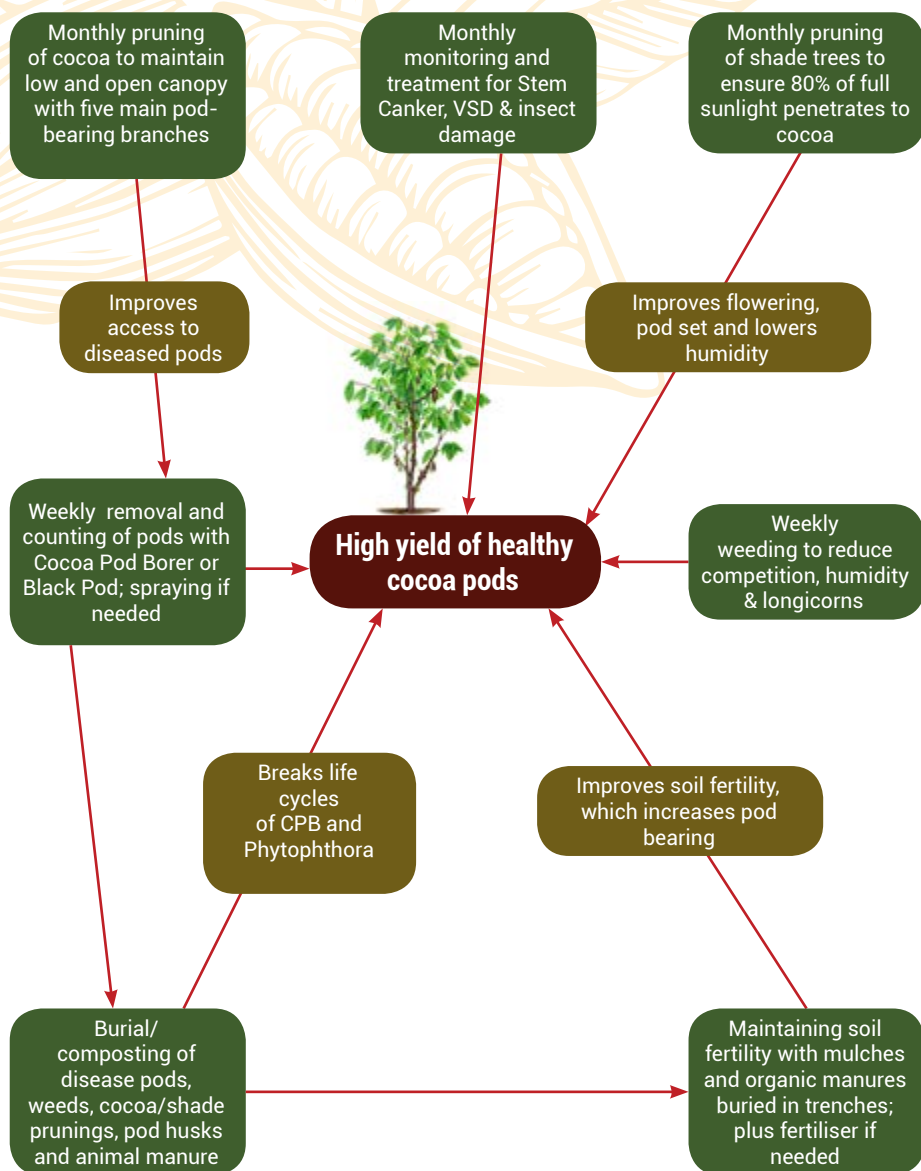 Monthly pruning
of cocoa to maintain
low and open canopy
with five main pod-
bearing branches
Monthly
monitoring and
treatment for Stem
Canker, VSD & insect
damage
Monthly pruning
of shade trees to
ensure 80% of full
sunlight penetrates to
cocoa
Improves
access to
diseased pods
Improves flowering,
pod set and lowers
humidity
Weekly removal and
counting of pods with
Cocoa Pod Borer or
Black Pod; spraying if
needed
High yield of healthy
cocoa pods
Weekly
weeding to reduce
competition, humidity
& longicorns
Breaks life
cycles
of CPB and
Phytophthora
Improves soil fertility,
which increases pod
bearing
Burial/
composting of
disease pods,
weeds, cocoa/shade
prunings, pod husks
and animal manure
Maintaining soil
fertility with mulches
and organic manures
buried in trenches;
plus fertiliser if
needed